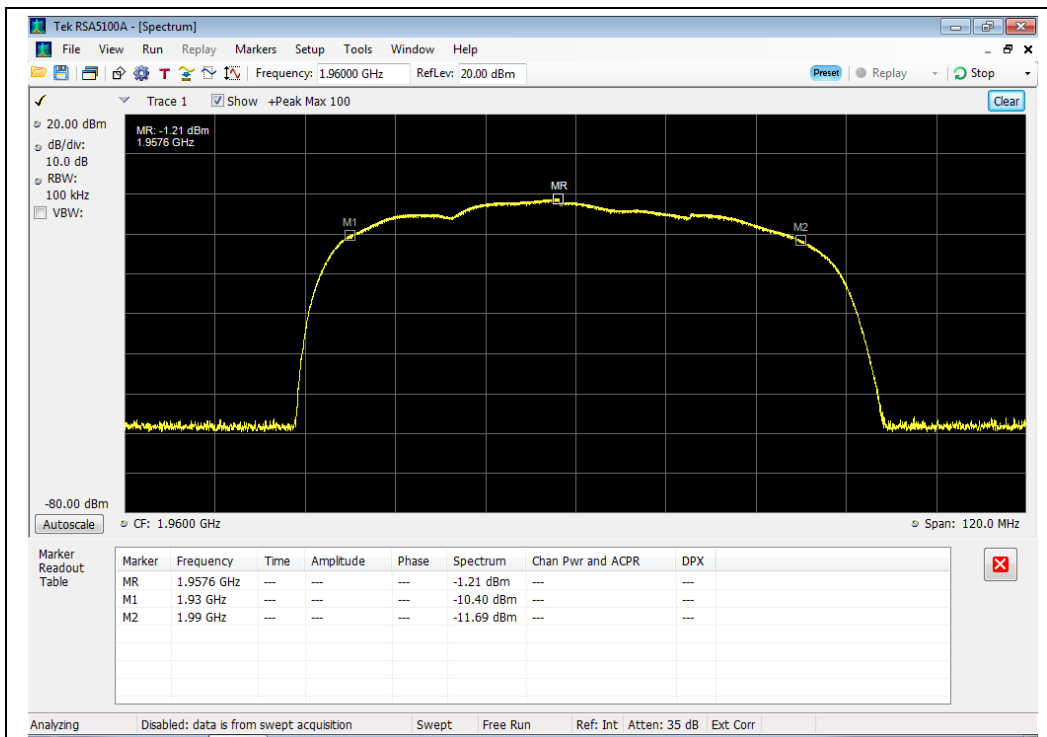 Tek RSA5100A - [Spectrum]
File View Run Replay Markers Setup Tools Window Help
T Frequency: 1.96000 GHz RefLev: 20.00 dBm Preset Replay Stop
Trace 1 Show +Peak Max 100 Clear
20.00 dBm
dB/div:
10.0 dB
RBW:
100 kHz
VBW:
MR: -1.21 dBm
1.9576 GHz
MR
M1
M2
-80.00 dBm
Autoscale CF: 1.9600 GHz Span: 120.0 MHz
Marker
Readout
Table
Marker Frequency Time Amplitude Phase Spectrum Chan Pwr and ACPR DPX
MR 1.9576 GHz --- --- --- -1.21 dBm --- ---
M1 1.93 GHz --- --- --- -10.40 dBm --- ---
M2 1.99 GHz --- --- --- -11.69 dBm --- ---
Analyzing Disabled: data is from swept acquisition Swept Free Run Ref: Int Atten: 35 dB Ext Corr